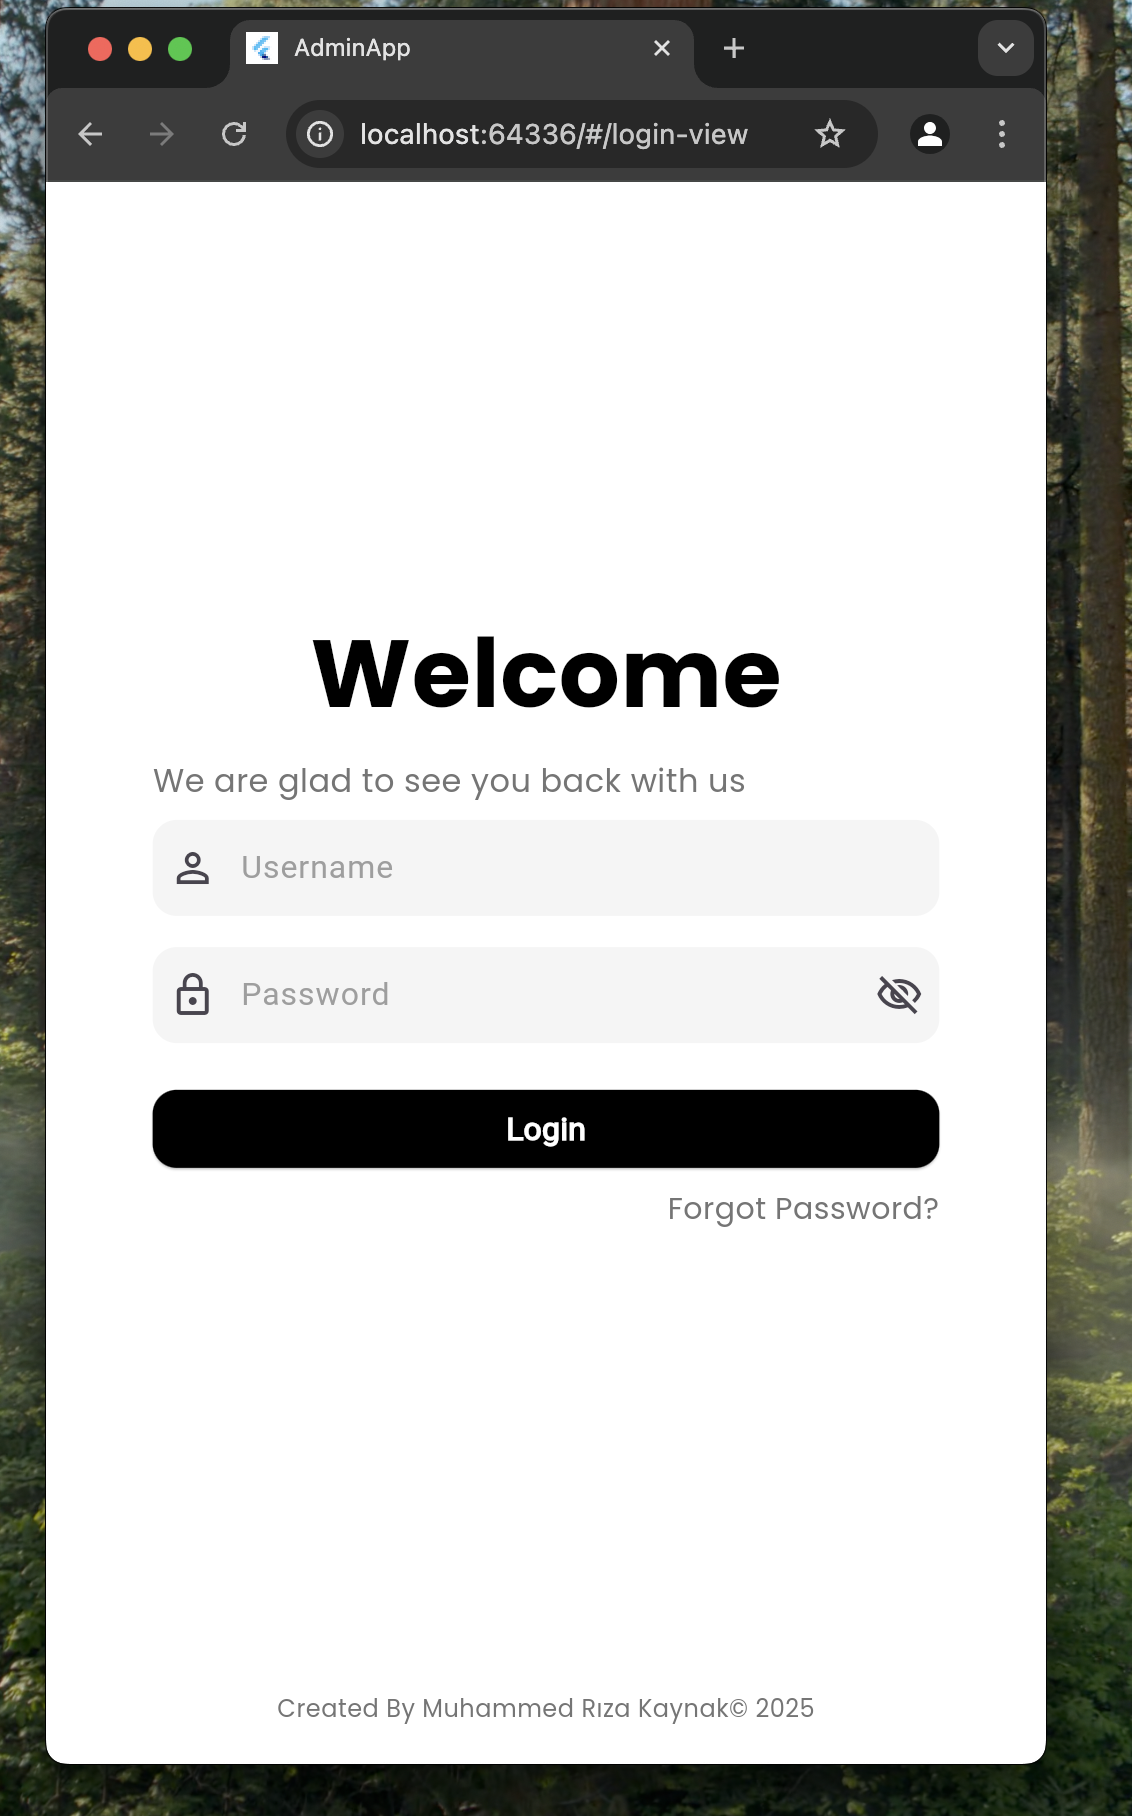 AdminApp
localhost:64336/#/login-view
Welcome
We are glad to see you back with us
Username
Password
Login
Forgot Password?
Created By Muhammed Rıza Kaynak© 2025